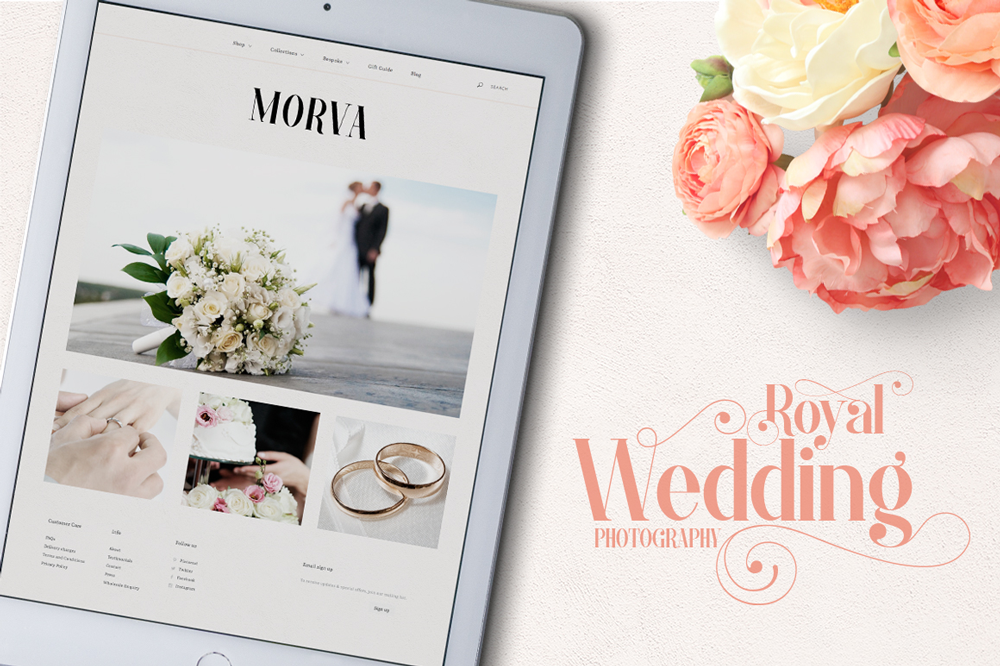 Shop
Collections
Bespoke
Gift Guide
Blog
SEARCH
MORVA
Customer Care
FAQs
Delivery charges
Terms and Conditions
Privacy Policy
Info
About
Testimonials
Contact
Press
Wholesale Enquiry
Follow us
Pinterest
Twitter
Facebook
Instagram
Email sign up
Sign up
Royal
Wedding
PHOTOGRAPHY